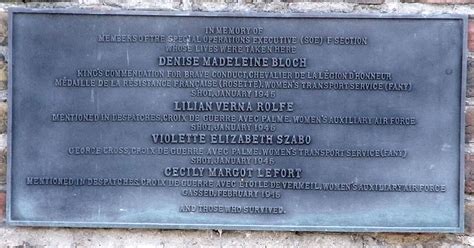 IN MEMORY OF
MEMBERS OF THE SPECIAL OPERATIONS EXECUTIVE (SOE) F SECTION
WHOSE LIVES WERE TAKEN HERE
DENISE MADELEINE BLOCH
KING'S COMMENDATION FOR BRAVE CONDUCT, CHEVALIER DE LA LÉGION D'HONNEUR
MÉDAILLE DE LA RÉSISTANCE FRANÇAISE (ROSETTE), WOMEN'S TRANSPORT SERVICE (FANY)
SHOT, JANUARY 1945
LILIAN VERNA ROLFE
MENTIONED IN DESPATCHES, CROIX DE GUERRE AVEC PALME, WOMEN'S AUXILIARY AIR FORCE
SHOT, JANUARY 1945
VIOLETTE ELIZABETH SZABO
GEORGE CROSS, CROIX DE GUERRE AVEC PALME, WOMEN'S TRANSPORT SERVICE (FANY)
SHOT, JANUARY 1945
CECILY MARGOT LEFORT
MENTIONED IN DESPATCHES, CROIX DE GUERRE AVEC ÉTOILE DE VERMEIL, WOMEN'S AUXILIARY AIR FORCE
GASSED, FEBRUARY 1945
AND THOSE WHO SURVIVED.